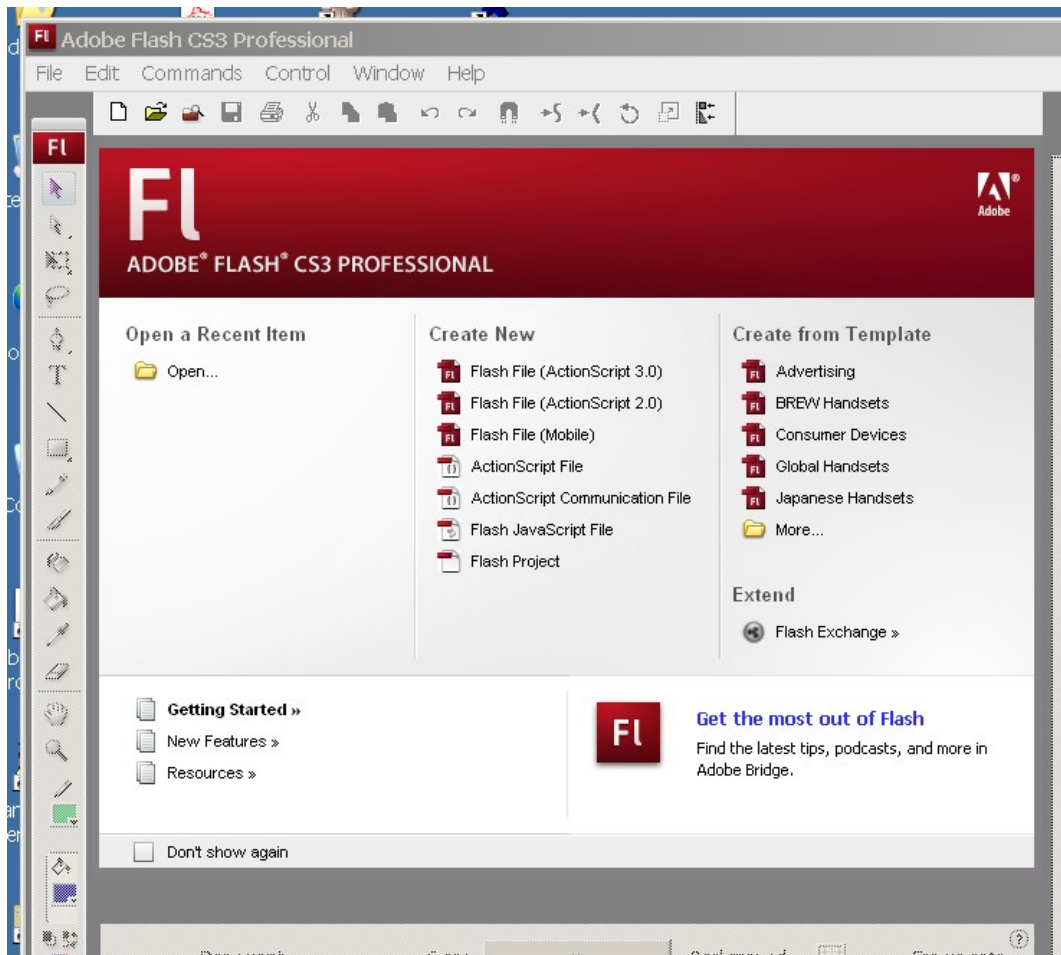 Fl Adobe Flash CS3 Professional
File Edit Commands Control Window Help
Fl
Fl
ADOBE® FLASH® CS3 PROFESSIONAL
Adobe
Open a Recent Item
Open...
Create New
Flash File (ActionScript 3.0)
Flash File (ActionScript 2.0)
Flash File (Mobile)
ActionScript File
ActionScript Communication File
Flash JavaScript File
Flash Project
Create from Template
Advertising
BREW Handsets
Consumer Devices
Global Handsets
Japanese Handsets
More...
Extend
Flash Exchange »
Getting Started »
New Features »
Resources »
Fl
Get the most out of Flash
Find the latest tips, podcasts, and more in
Adobe Bridge.
Don't show again